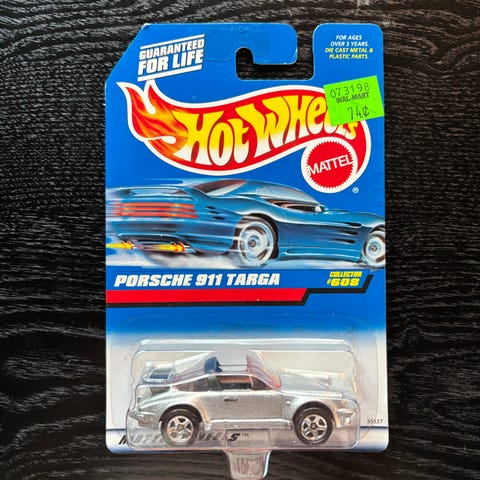 GUARANTEED
FOR LIFE
FOR AGES
OVER 3 YEARS.
DIE CAST METAL &
PLASTIC PARTS.
073198
WAL-MART
74¢
HOT WHEELS
MATTEL
®
PORSCHE 911 TARGA
COLLECTOR
#608
95537